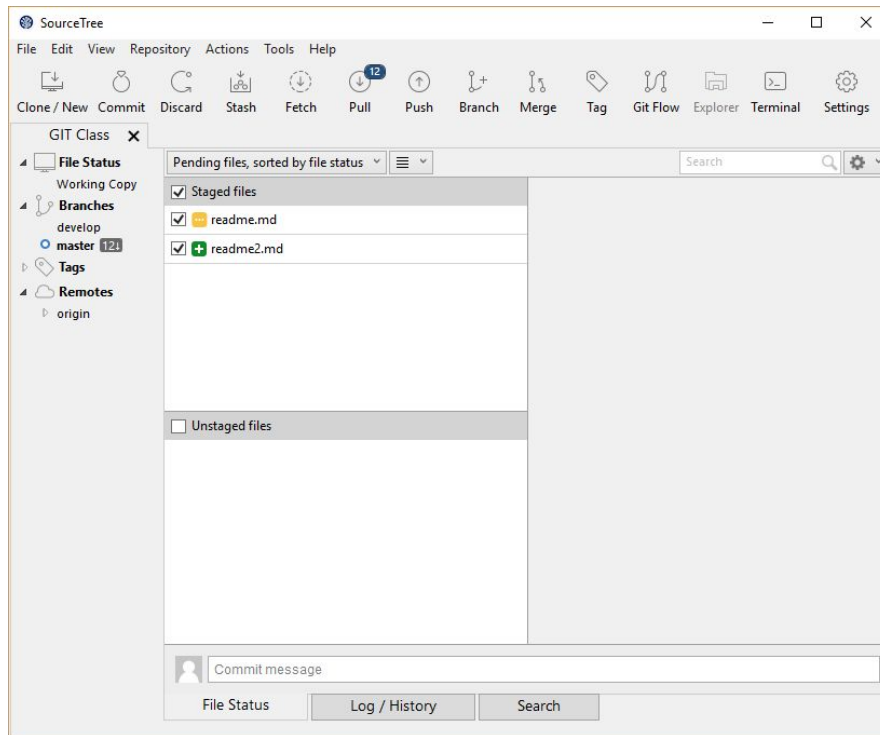 SourceTree
File Edit View Repository Actions Tools Help
12
Clone / New Commit Discard Stash Fetch Pull Push Branch Merge Tag Git Flow Explorer Terminal Settings
GIT Class
File Status
Working Copy
Branches
develop
master 12↓
Tags
Remotes
origin
Pending files, sorted by file status
Search
Staged files
readme.md
readme2.md
Unstaged files
Commit message
File Status Log / History Search